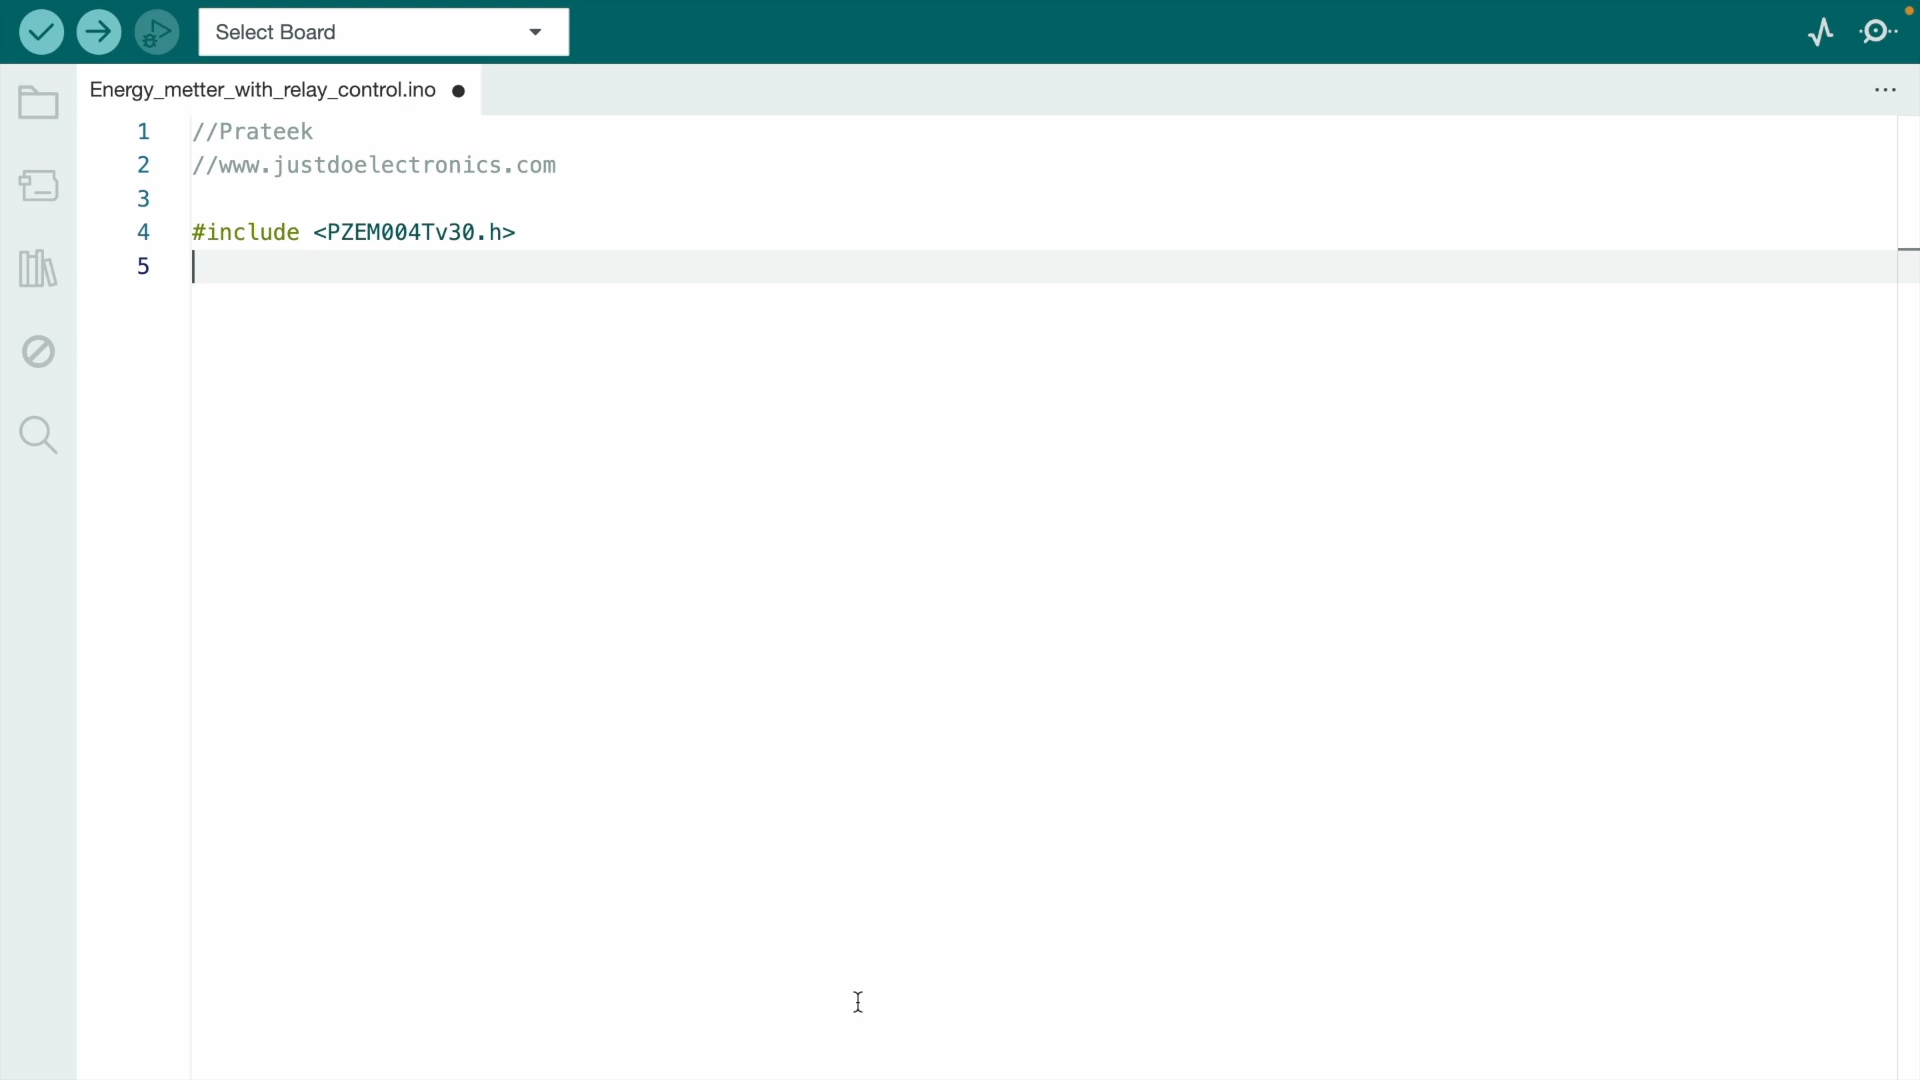 Select Board
Energy_metter_with_relay_control.ino
1 //Prateek
2 //www.justdoelectronics.com
3
4 #include <PZEM004Tv30.h>
5